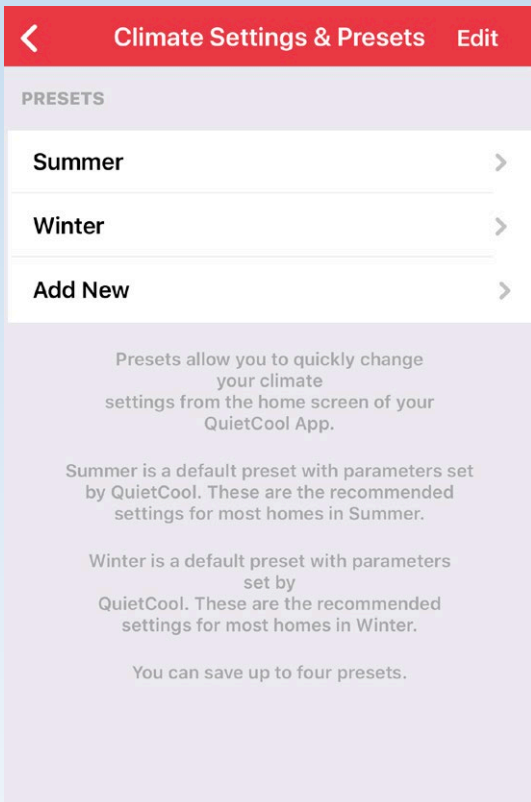 Climate Settings & Presets Edit
PRESETS
Summer
Winter
Add New
Presets allow you to quickly change
your climate
settings from the home screen of your
QuietCool App.
Summer is a default preset with parameters set
by QuietCool. These are the recommended
settings for most homes in Summer.
Winter is a default preset with parameters
set by
QuietCool. These are the recommended
settings for most homes in Winter.
You can save up to four presets.